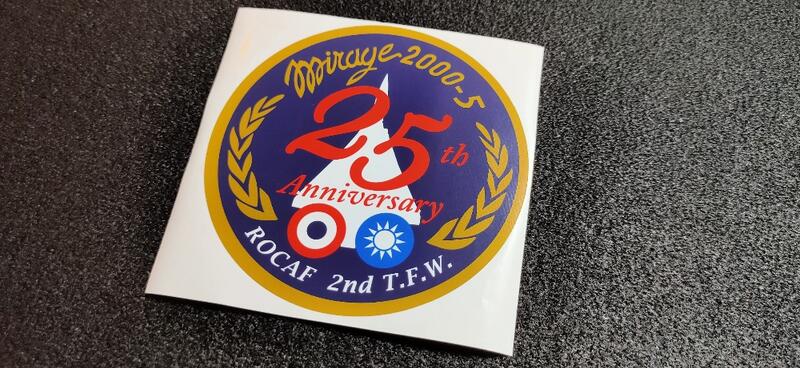 Mirage 2000-5
25th
Anniversary
ROCAF 2nd T.F.W.